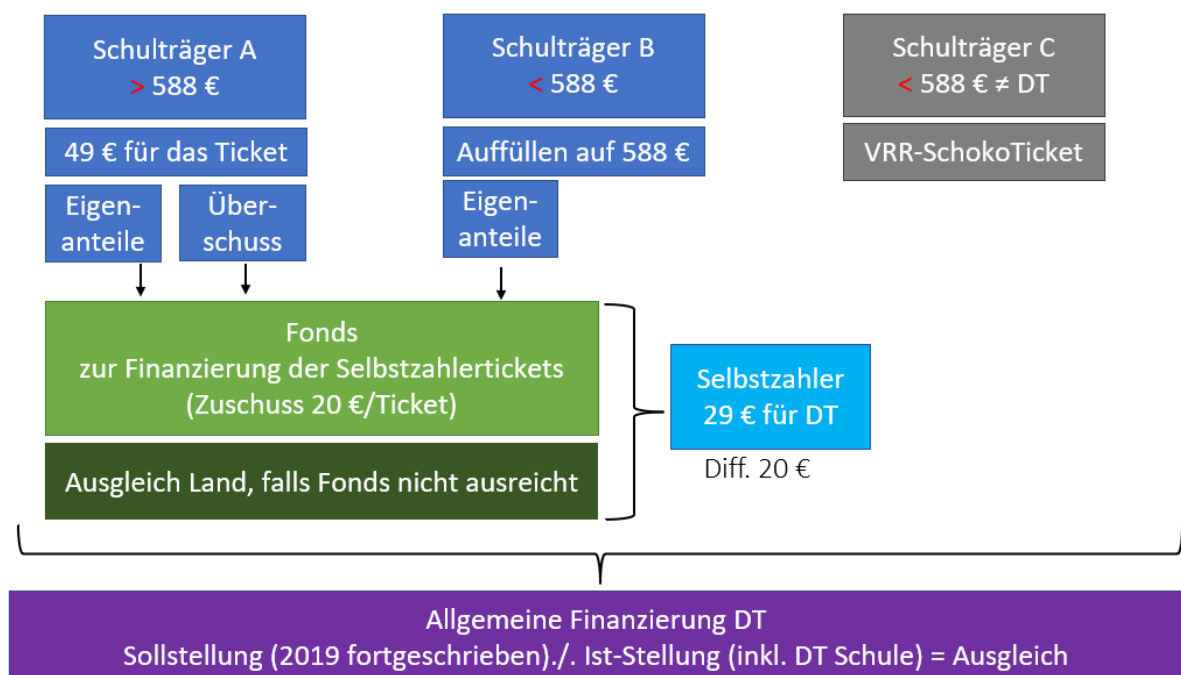 Schulträger A
> 588 €
49 € für das Ticket
Eigen-
anteile
Über-
schuss
Schulträger B
< 588 €
Auffüllen auf 588 €
Eigen-
anteile
Schulträger C
< 588 € ≠ DT
VRR-SchokoTicket
Fonds
zur Finanzierung der Selbstzahlertickets
(Zuschuss 20 €/Ticket)
Ausgleich Land, falls Fonds nicht ausreicht
Selbstzahler
29 € für DT
Diff. 20 €
Allgemeine Finanzierung DT
Sollstellung (2019 fortgeschrieben)./. Ist-Stellung (inkl. DT Schule) = Ausgleich